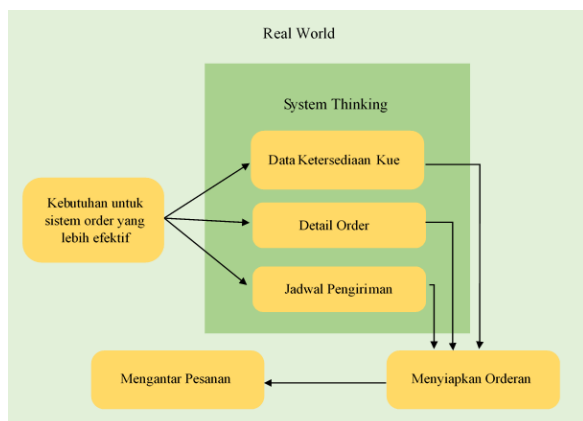 Real World
System Thinking
Data Ketersediaan Kue
Kebutuhan untuk
sistem order yang
lebih efektif
Detail Order
Jadwal Pengiriman
Mengantar Pesanan
Menyiapkan Orderan